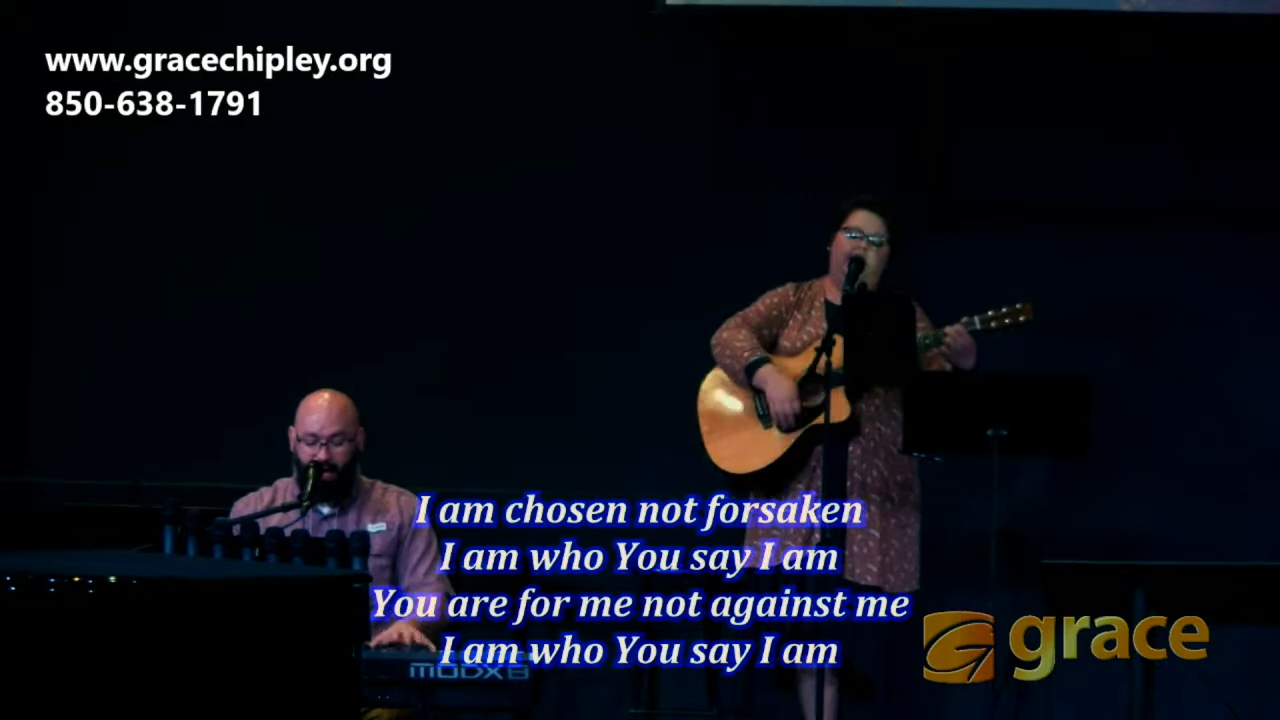 www.gracechipley.org
850-638-1791
I am chosen not forsaken
I am who You say I am
You are for me not against me
I am who You say I am
MODX8
grace